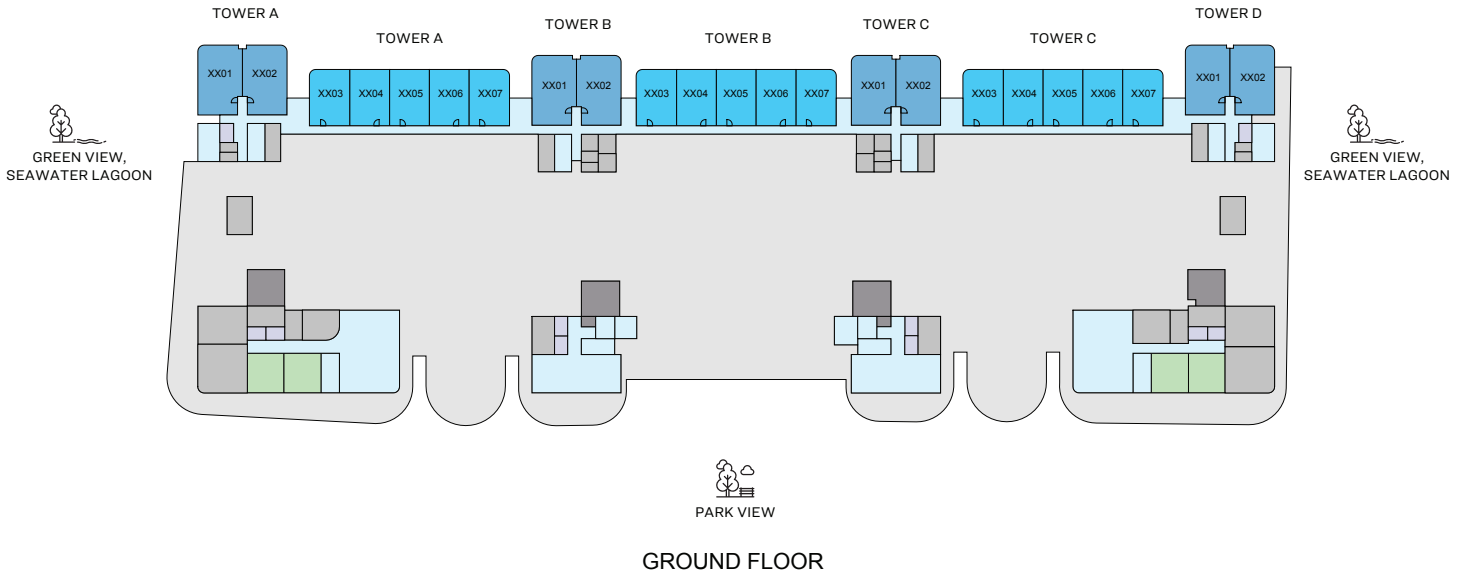 TOWER A
TOWER A
TOWER B
TOWER B
TOWER C
TOWER C
TOWER D
XX01 XX02
XX03 XX04 XX05 XX06 XX07
XX01 XX02
XX03 XX04 XX05 XX06 XX07
XX01 XX02
XX03 XX04 XX05 XX06 XX07
XX01 XX02
GREEN VIEW,
SEAWATER LAGOON
GREEN VIEW,
SEAWATER LAGOON
PARK VIEW
GROUND FLOOR